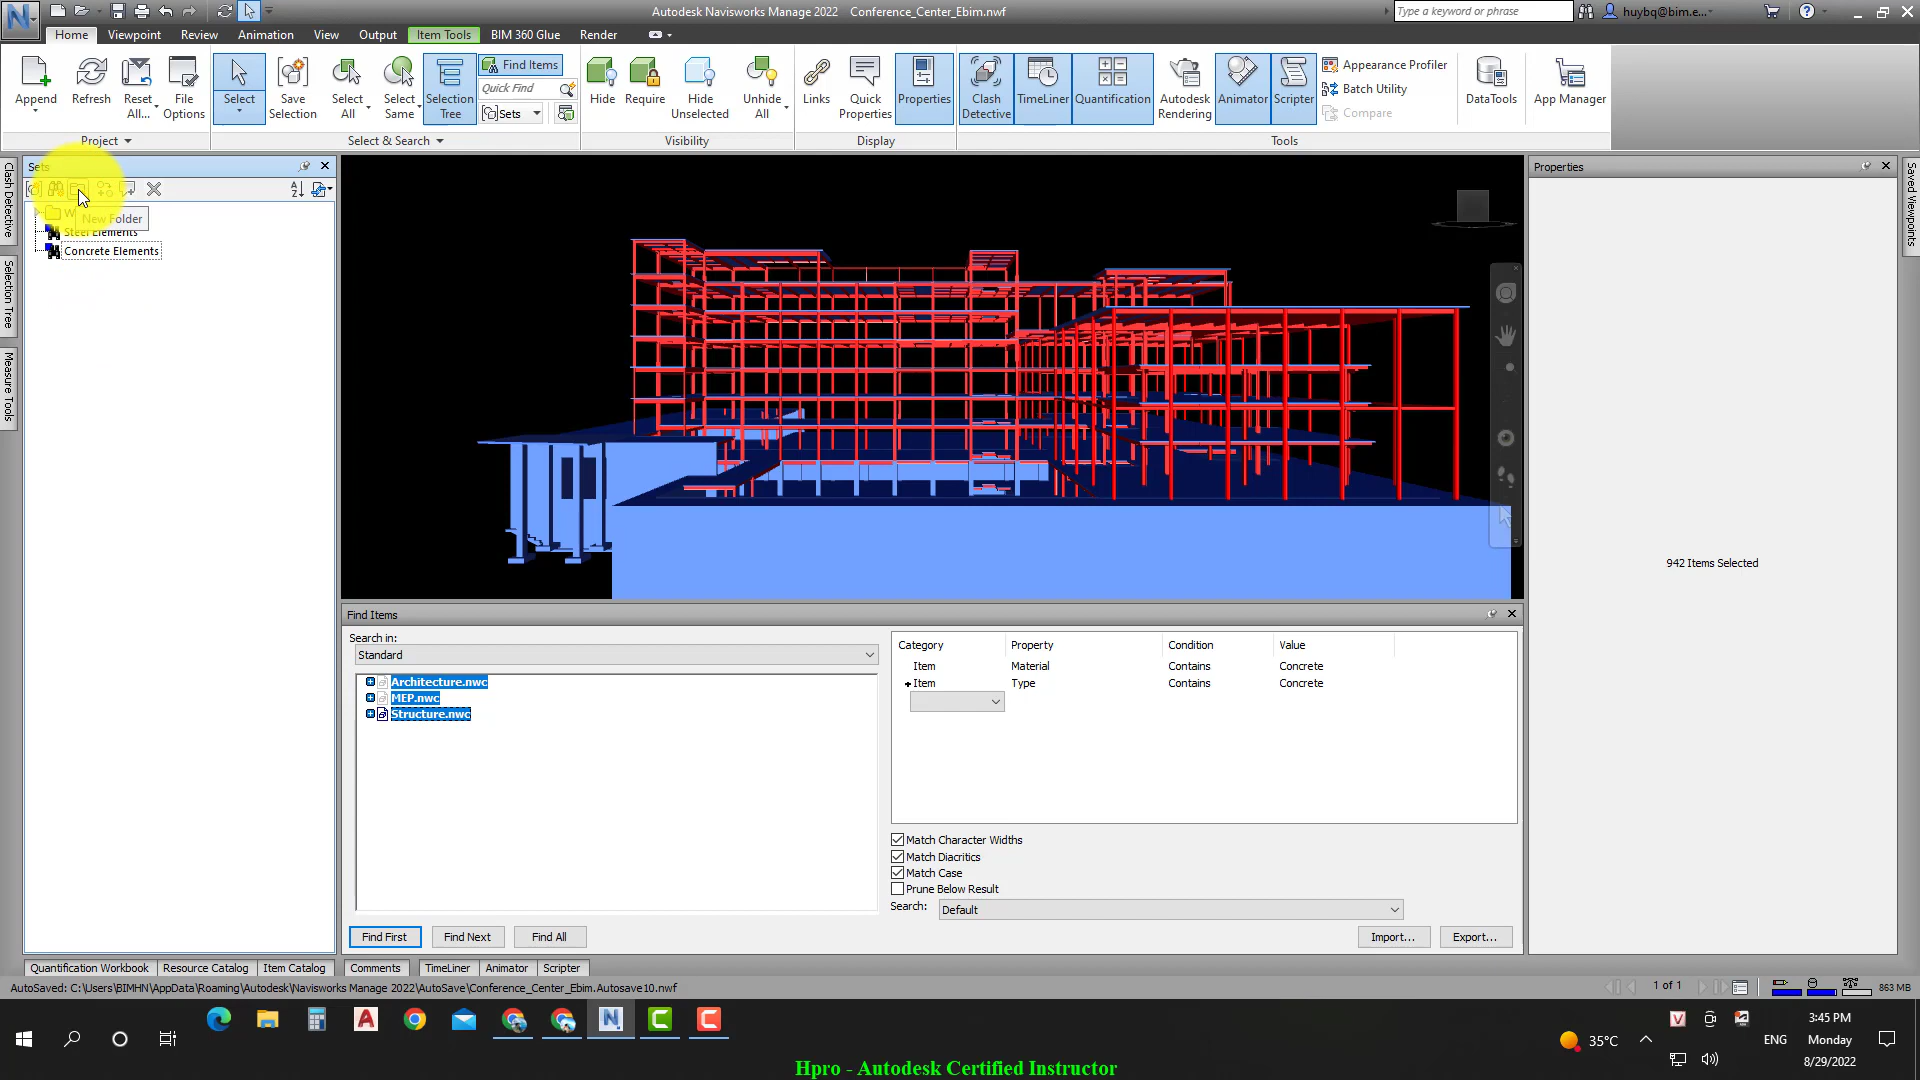 Autodesk Navisworks Manage 2022 Conference_Center_Ebim.nwf
Type a keyword or phrase
huybq@bim.e...
Home Viewpoint Review Animation View Output Item Tools BIM 360 Glue Render
Append
Refresh
Reset All...
File Options
Select
Save Selection
Select All
Select Same
Selection Tree
Find Items
Quick Find
Sets
Hide
Require
Hide Unselected
Unhide All
Links
Quick Properties
Properties
Clash Detective
TimeLiner
Quantification
Autodesk Rendering
Animator
Scripter
Appearance Profiler
Batch Utility
Compare
DataTools
App Manager
Project
Select & Search
Visibility
Display
Tools
Clash Detective
Selection Tree
Measure Tools
Sets
New Folder
Steel Elements
Concrete Elements
Properties
942 Items Selected
Saved Viewpoints
Find Items
Search in:
Standard
Architecture.nwc
MEP.nwc
Structure.nwc
Category Property Condition Value
Item Material Contains Concrete
+ Item Type Contains Concrete
Match Character Widths
Match Diacritics
Match Case
Prune Below Result
Search: Default
Find First Find Next Find All Import... Export...
Quantification Workbook Resource Catalog Item Catalog Comments TimeLiner Animator Scripter
AutoSaved: C:\Users\BIMHN\AppData\Roaming\Autodesk\Navisworks Manage 2022\AutoSave\Conference_Center_Ebim.Autosave10.nwf
1 of 1
863 MB
35°C
ENG
3:45 PM
Monday
8/29/2022
Hpro - Autodesk Certified Instructor